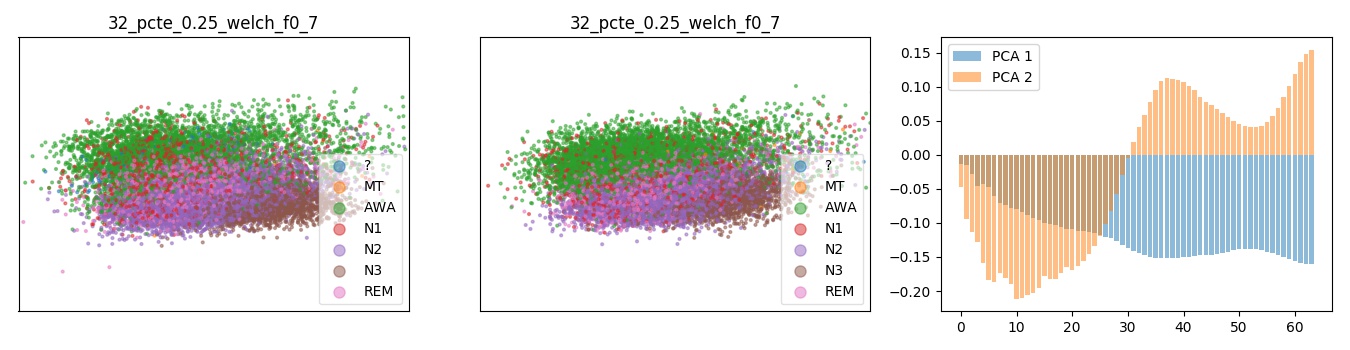 32_pcte_0.25_welch_f0_7
?
MT
AWA
N1
N2
N3
REM
32_pcte_0.25_welch_f0_7
?
MT
AWA
N1
N2
N3
REM
PCA 1
PCA 2
0.15
0.10
0.05
0.00
−0.05
−0.10
−0.15
−0.20
0 10 20 30 40 50 60